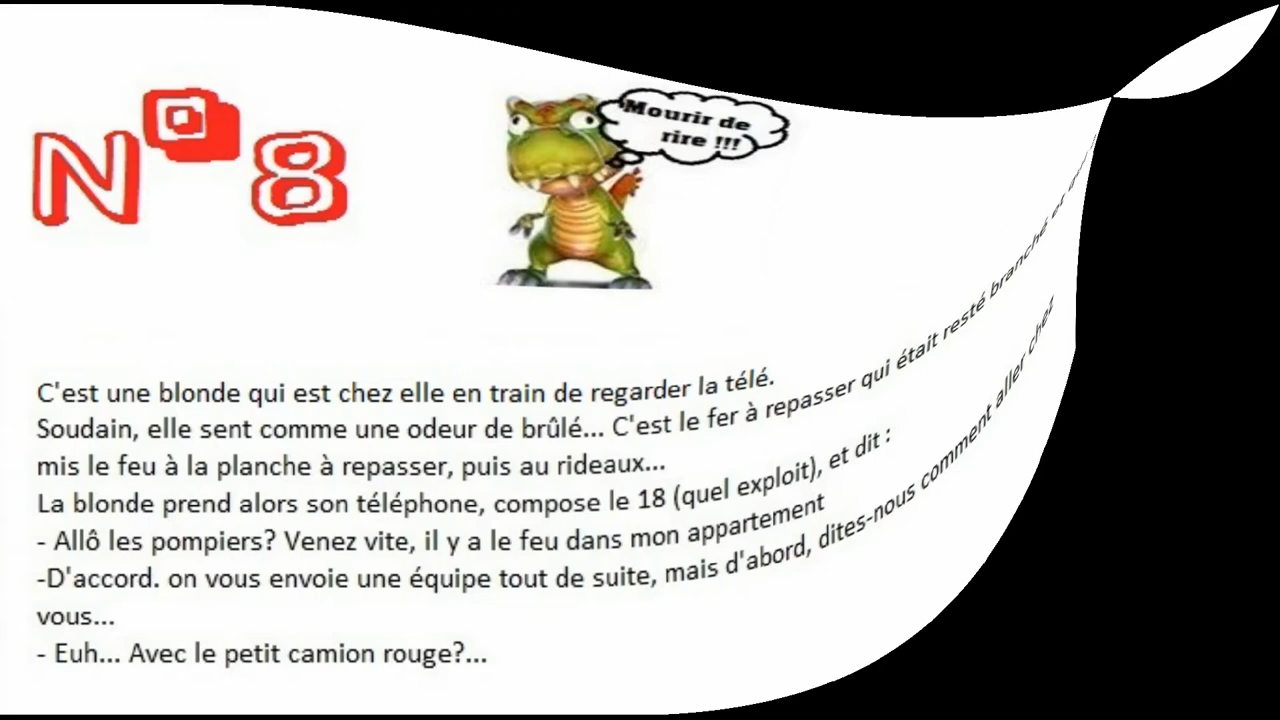 N° 8
Mourir de
rire !!!
C'est une blonde qui est chez elle en train de regarder la télé.
Soudain, elle sent comme une odeur de brûlé... C'est le fer à repasser qui était resté branché et
mis le feu à la planche à repasser, puis au rideaux...
La blonde prend alors son téléphone, compose le 18 (quel exploit), et dit :
- Allô les pompiers? Venez vite, il y a le feu dans mon appartement
-D'accord. on vous envoie une équipe tout de suite, mais d'abord, dites-nous comment aller chez
vous...
- Euh... Avec le petit camion rouge?...